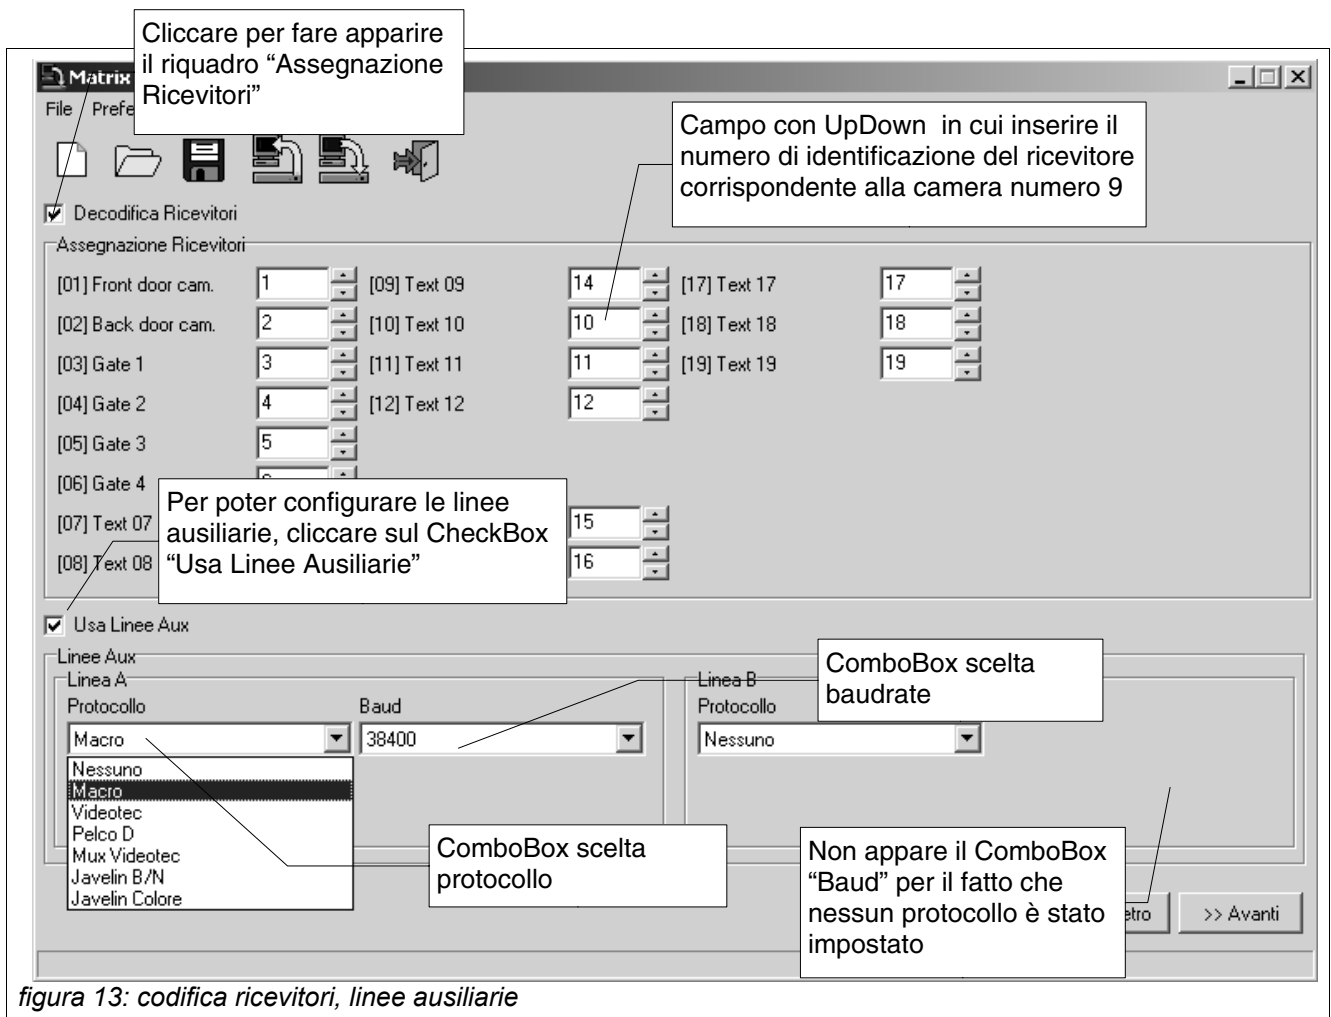 Cliccare per fare apparire
il riquadro “Assegnazione
Ricevitori”
Matrix
File Prefe
Campo con UpDown in cui inserire il
numero di identificazione del ricevitore
corrispondente alla camera numero 9
Decodifica Ricevitori
Assegnazione Ricevitori
[01] Front door cam. 1 [09] Text 09 14 [17] Text 17 17
[02] Back door cam. 2 [10] Text 10 10 [18] Text 18 18
[03] Gate 1 3 [11] Text 11 11 [19] Text 19 19
[04] Gate 2 4 [12] Text 12 12
[05] Gate 3 5
[06] Gate 4
[07] Text 07 15
[08] Text 08 16
Per poter configurare le linee
ausiliarie, cliccare sul CheckBox
“Usa Linee Ausiliarie”
Usa Linee Aux
Linee Aux
Linea A
Protocollo Baud
Macro 38400
Nessuno
Macro
Videotec
Pelco D
Mux Videotec
Javelin B/N
Javelin Colore
ComboBox scelta
protocollo
ComboBox scelta
baudrate
Linea B
Protocollo
Nessuno
Non appare il ComboBox
“Baud” per il fatto che
nessun protocollo è stato
impostato
etro >> Avanti
figura 13: codifica ricevitori, linee ausiliarie